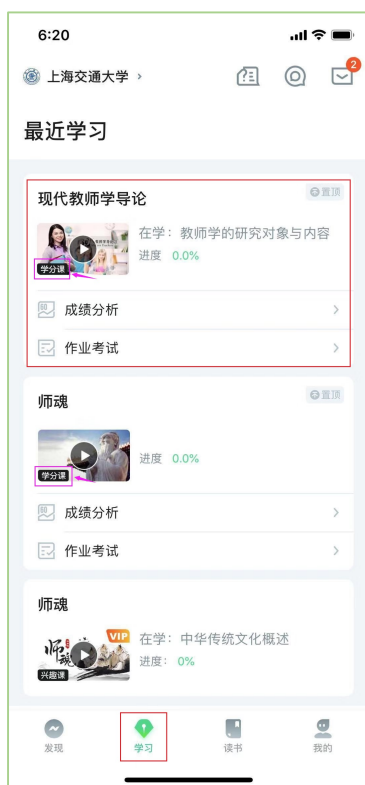 6:20
上海交通大学 >
2
最近学习
现代教师学导论
置顶
在学：教师学的研究对象与内容
进度 0.0%
学分课
成绩分析
作业考试
师魂
置顶
进度 0.0%
学分课
成绩分析
作业考试
师魂
VIP
在学：中华传统文化概述
进度：0%
师魂
兴趣课
发现
学习
读书
我的